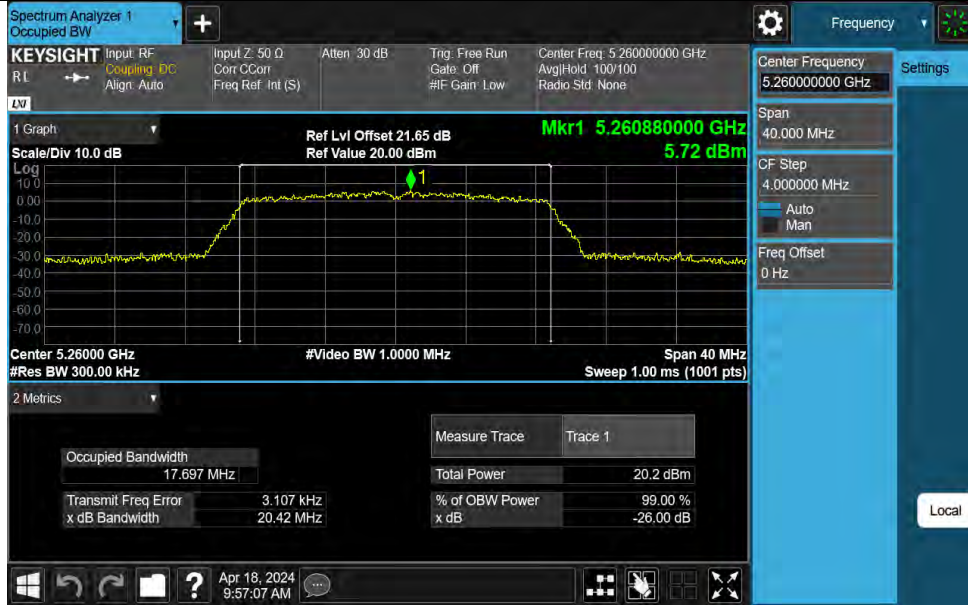 Spectrum Analyzer 1
Occupied BW
Frequency
KEYSIGHT
Input: RF
Coupling: DC
Align: Auto
Input Z: 50 Ω
Corr CCorr
Freq Ref: Int (S)
Atten: 30 dB
Trig: Free Run
Gate: Off
#IF Gain: Low
Center Freq: 5.260000000 GHz
Avg|Hold: 100/100
Radio Std: None
RL
LXI
Center Frequency
5.260000000 GHz
Settings
Span
40.000 MHz
CF Step
4.000000 MHz
Auto
Man
Freq Offset
0 Hz
Local
1 Graph
Scale/Div 10.0 dB
Ref Lvl Offset 21.65 dB
Ref Value 20.00 dBm
Mkr1 5.260880000 GHz
5.72 dBm
Log
10.0
0.00
-10.0
-20.0
-30.0
-40.0
-50.0
-60.0
-70.0
1
Center 5.26000 GHz
#Video BW 1.0000 MHz
Span 40 MHz
#Res BW 300.00 kHz
Sweep 1.00 ms (1001 pts)
2 Metrics
Measure Trace
Trace 1
Occupied Bandwidth
17.697 MHz
Total Power
20.2 dBm
Transmit Freq Error
3.107 kHz
% of OBW Power
99.00 %
x dB Bandwidth
20.42 MHz
x dB
-26.00 dB
?
Apr 18, 2024
9:57:07 AM